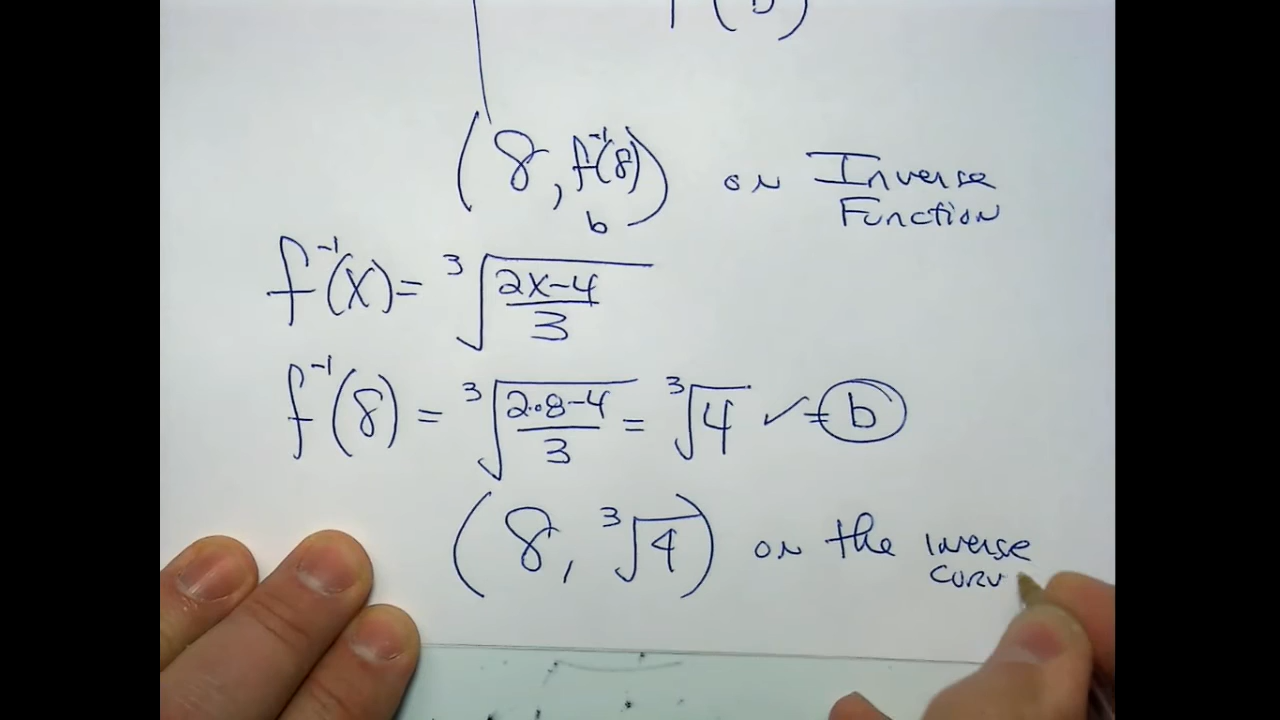 (b)
(8, f⁻¹(8)) on Inverse
b Function
f⁻¹(x) = ∛((2x-4)/3)
f⁻¹(8) = ∛((2·8-4)/3) = ∛4 ✓ = b
(8, ∛4) on the inverse
curv